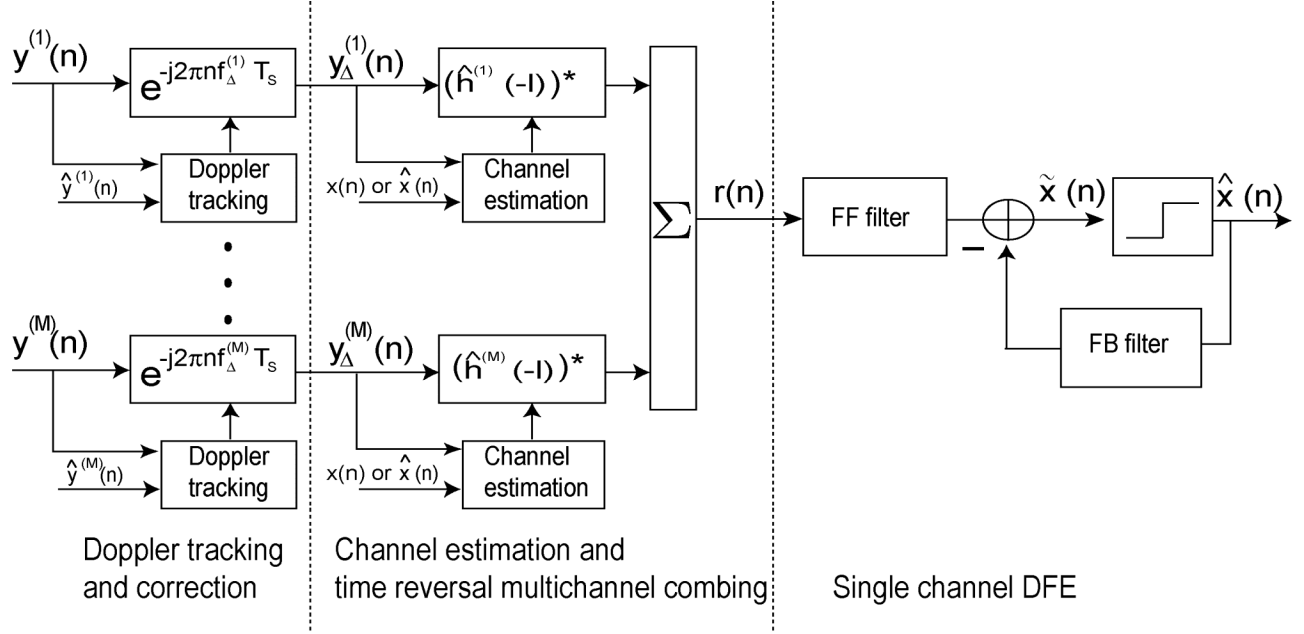 y^(1)(n)
e^-j2πnf_Δ^(1) T_S
y_Δ^(1)(n)
(ĥ^(1) (-l))*
ŷ^(1)(n)
Doppler
tracking
x(n) or x̂(n)
Channel
estimation
∑
r(n)
FF filter
−
x̃ (n)
x̂ (n)
FB filter
y^(M)(n)
e^-j2πnf_Δ^(M) T_S
y_Δ^(M)(n)
(ĥ^(M) (-l))*
ŷ^(M)(n)
Doppler
tracking
x(n) or x̂(n)
Channel
estimation
Doppler tracking
and correction
Channel estimation and
time reversal multichannel combing
Single channel DFE